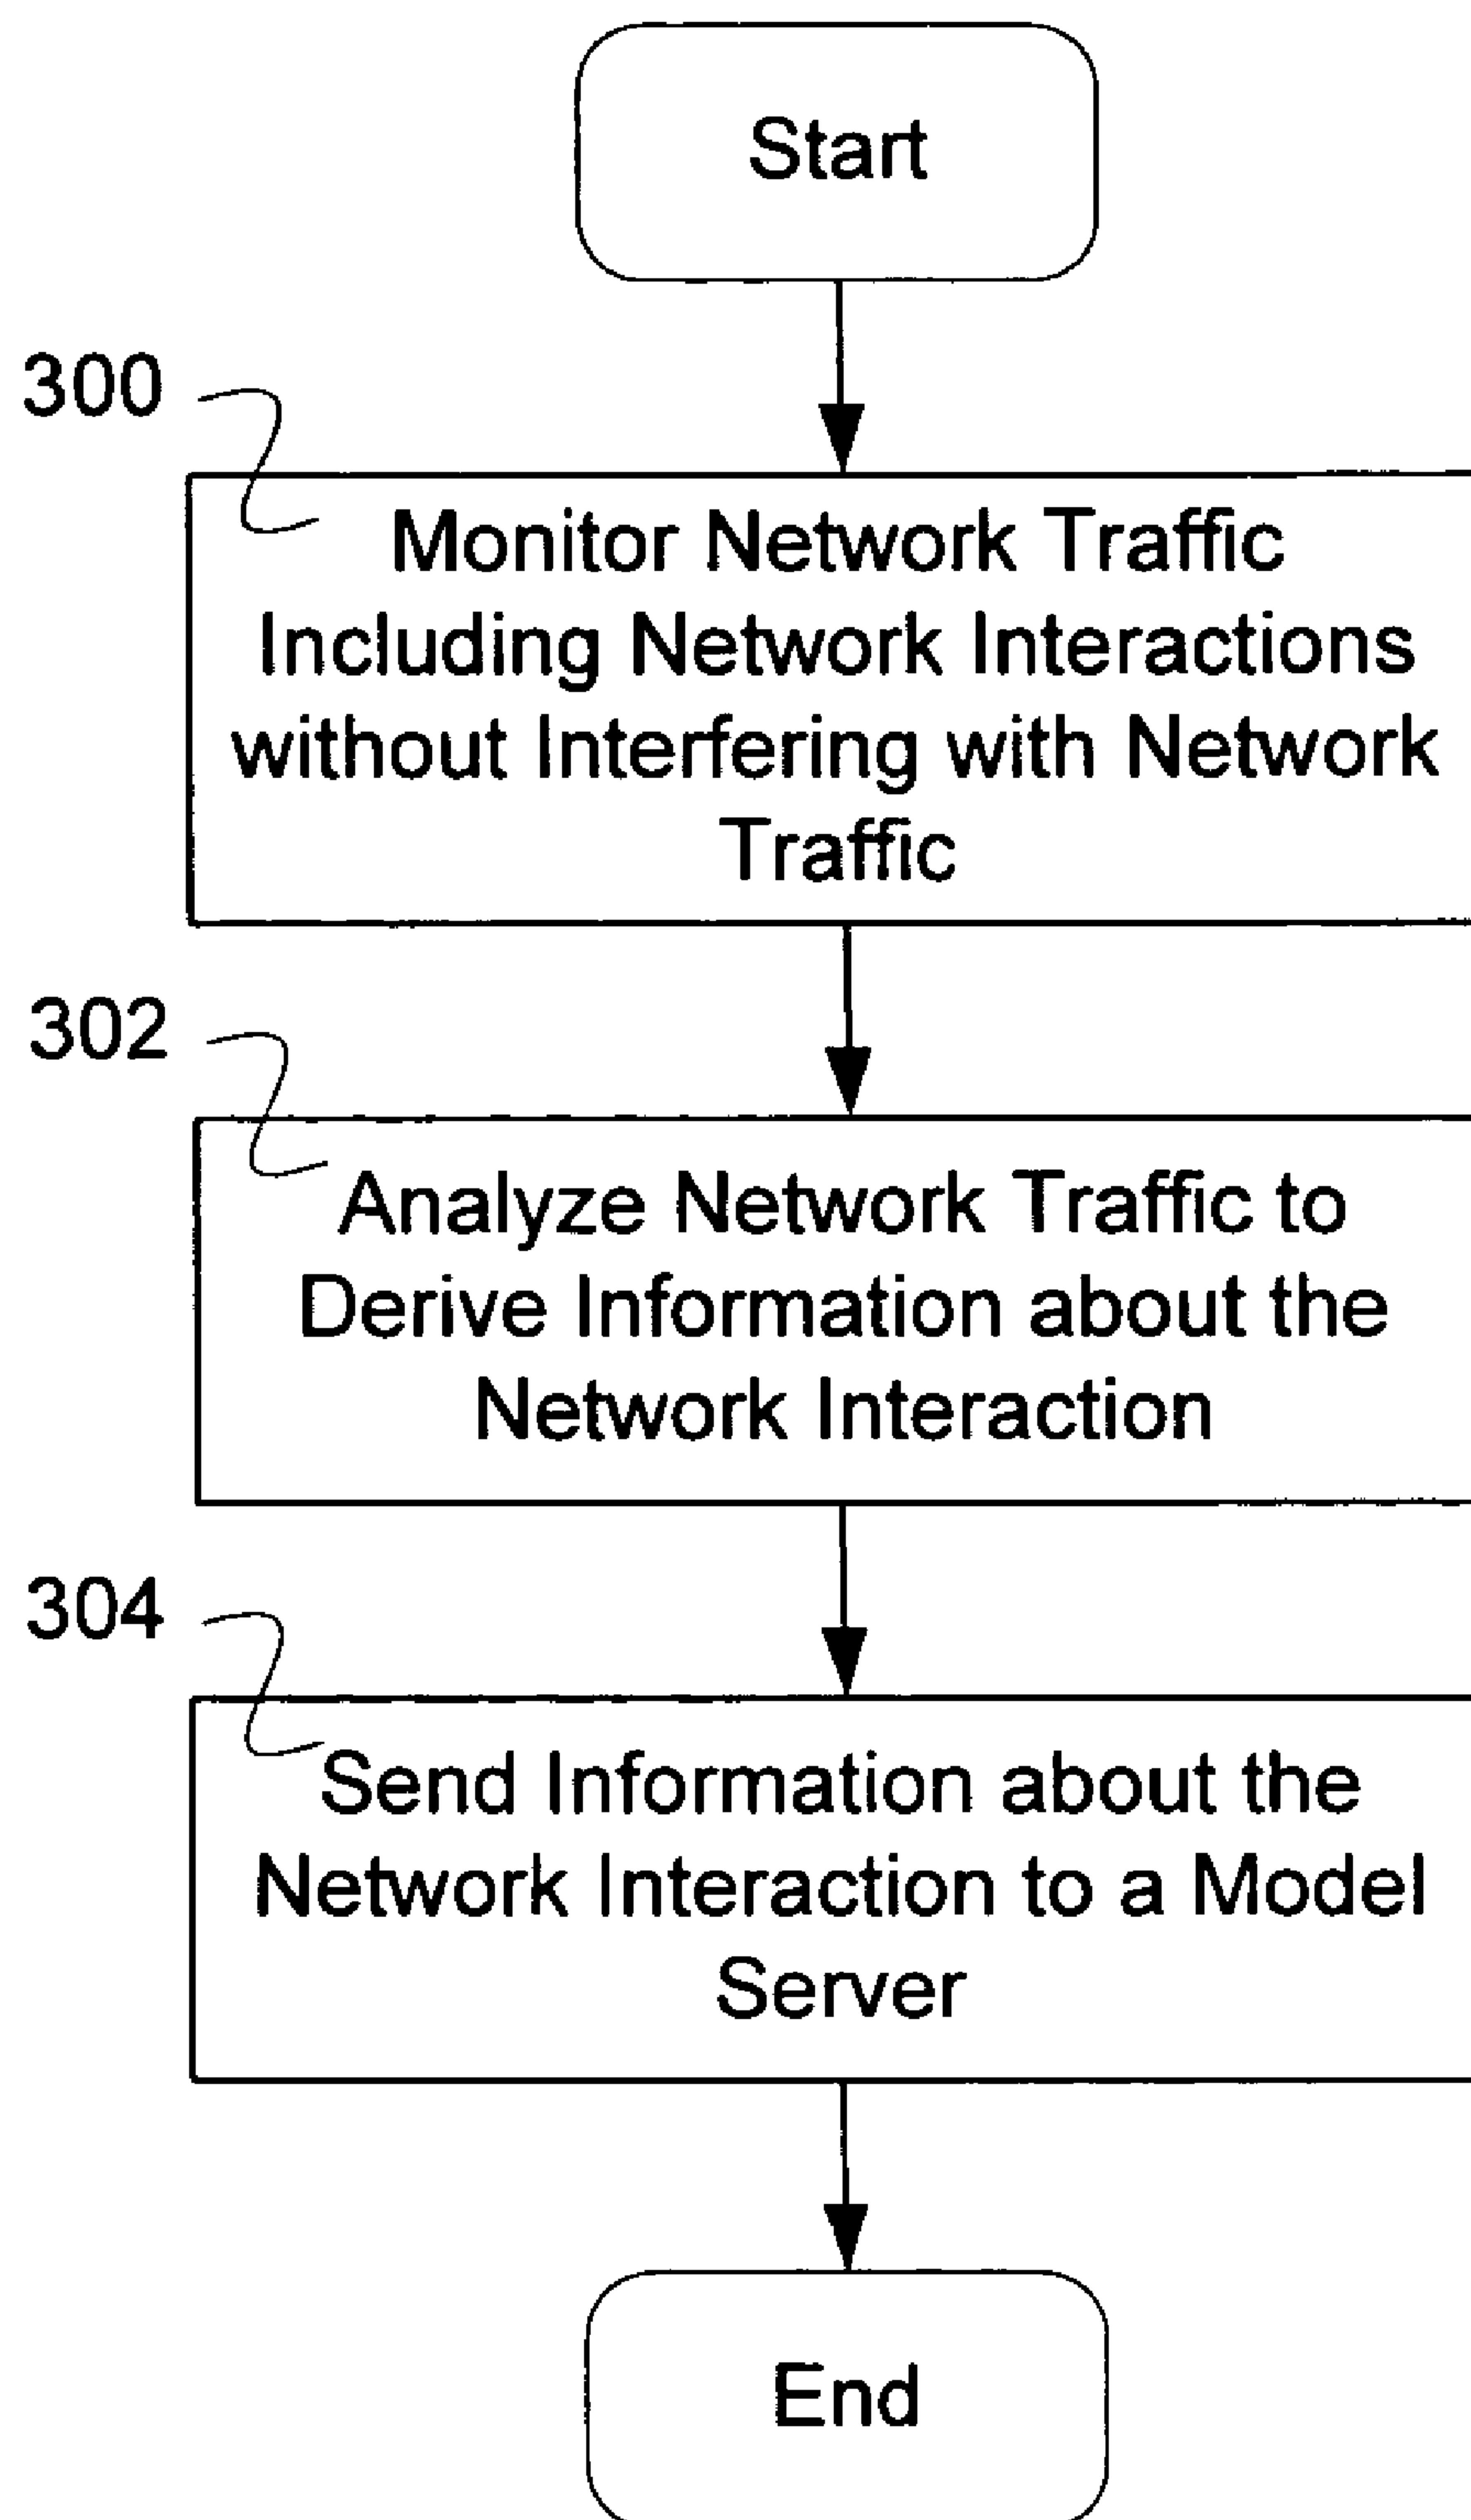 Start
300
Monitor Network Traffic
Including Network Interactions
without Interfering with Network
Traffic
302
Analyze Network Traffic to
Derive Information about the
Network Interaction
304
Send Information about the
Network Interaction to a Model
Server
End